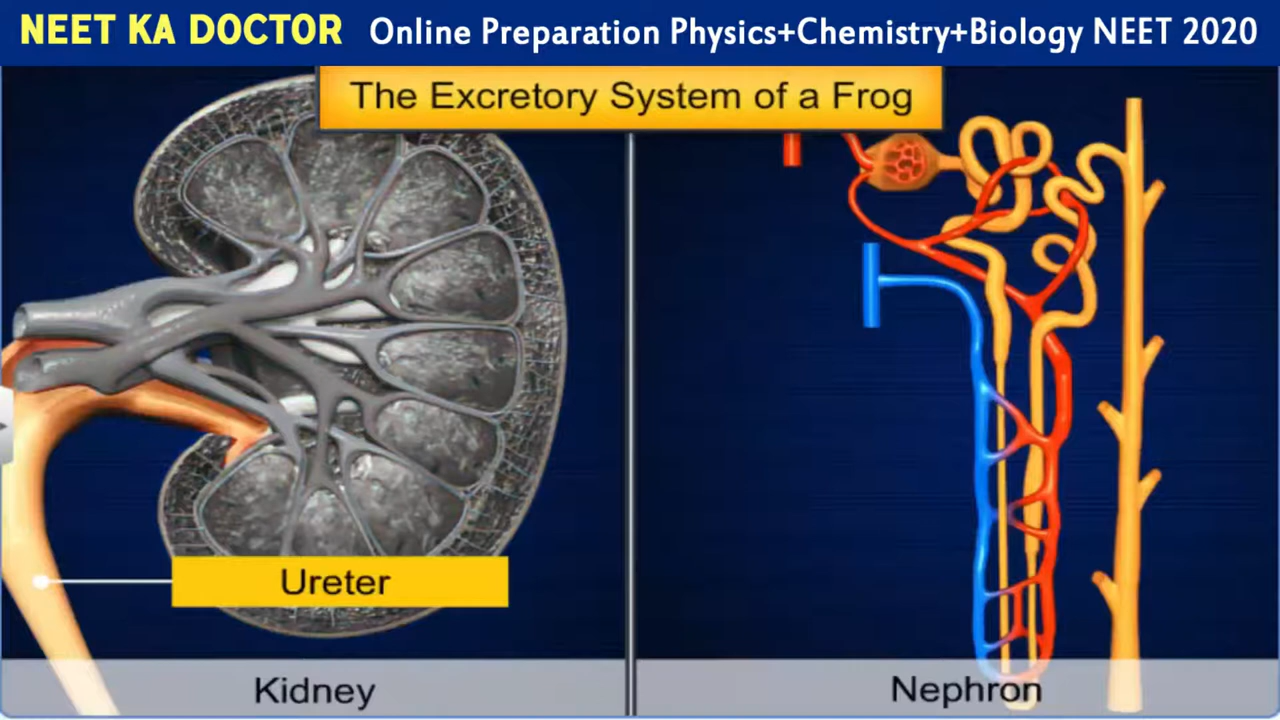 NEET KA DOCTOR Online Preparation Physics+Chemistry+Biology NEET 2020
The Excretory System of a Frog
Ureter
Kidney
Nephron